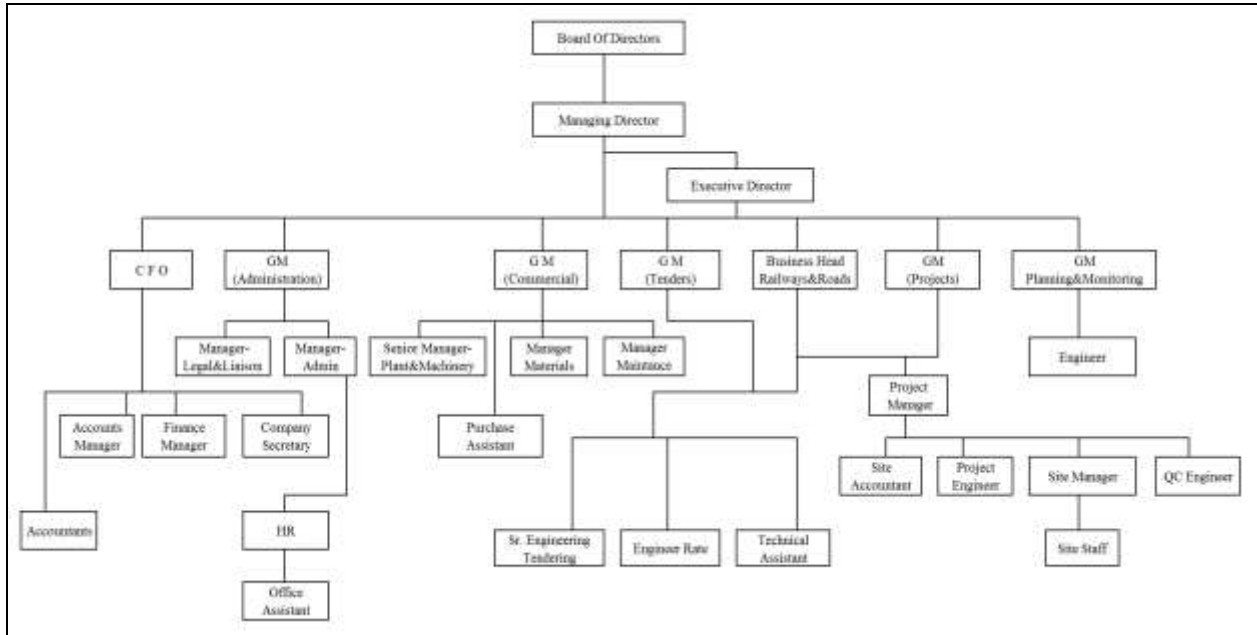 Board Of Directors
Managing Director
Executive Director
C F O
GM
(Administration)
G M
(Commercial)
G M
(Tenders)
Business Head
Railways&Roads
GM
(Projects)
GM
Planning&Monitoring
Manager-
Legal&Liaison
Manager-
Admin
Senior Manager-
Plant&Machinery
Manager
Materials
Manager
Maintance
Engineer
Project
Manager
Accounts
Manager
Finance
Manager
Company
Secretary
Purchase
Assistant
Site
Accountant
Project
Engineer
Site Manager
QC Engineer
Accountants
HR
Sr. Engineering
Tendering
Engineer Rate
Technical
Assistant
Site Staff
Office
Assistant